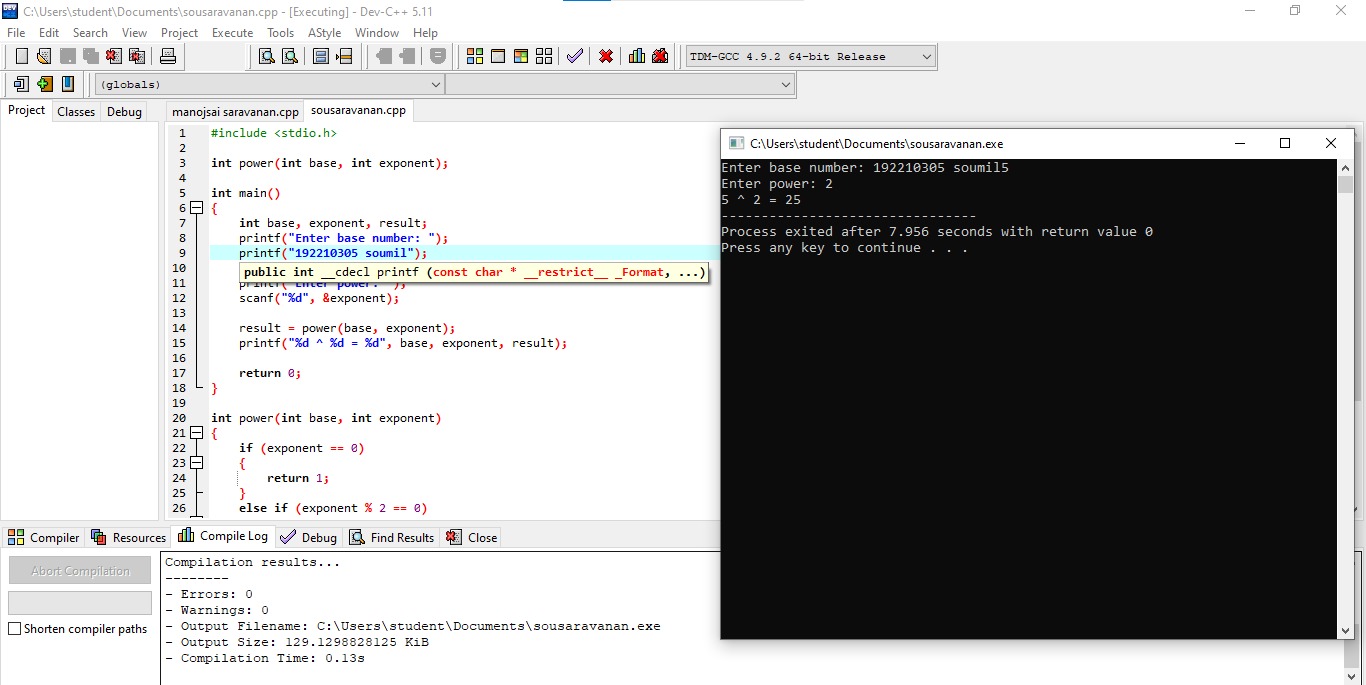 C:\Users\student\Documents\sousaravanan.cpp - [Executing] - Dev-C++ 5.11
File Edit Search View Project Execute Tools AStyle Window Help
TDM-GCC 4.9.2 64-bit Release
(globals)
Project Classes Debug
manojsai saravanan.cpp sousaravanan.cpp
1 #include <stdio.h>
2
3 int power(int base, int exponent);
4
5 int main()
6 {
7 int base, exponent, result;
8 printf("Enter base number: ");
9 printf("192210305 soumil");
10
public int __cdecl printf (const char * __restrict__ _Format, ...)
11 printf("Enter power: ");
12 scanf("%d", &exponent);
13
14 result = power(base, exponent);
15 printf("%d ^ %d = %d", base, exponent, result);
16
17 return 0;
18 }
19
20 int power(int base, int exponent)
21 {
22 if (exponent == 0)
23 {
24 return 1;
25 }
26 else if (exponent % 2 == 0)
C:\Users\student\Documents\sousaravanan.exe
Enter base number: 192210305 soumil5
Enter power: 2
5 ^ 2 = 25
--------------------------------
Process exited after 7.956 seconds with return value 0
Press any key to continue . . .
Compiler Resources Compile Log Debug Find Results Close
Abort Compilation
Shorten compiler paths
Compilation results...
--------
- Errors: 0
- Warnings: 0
- Output Filename: C:\Users\student\Documents\sousaravanan.exe
- Output Size: 129.1298828125 KiB
- Compilation Time: 0.13s